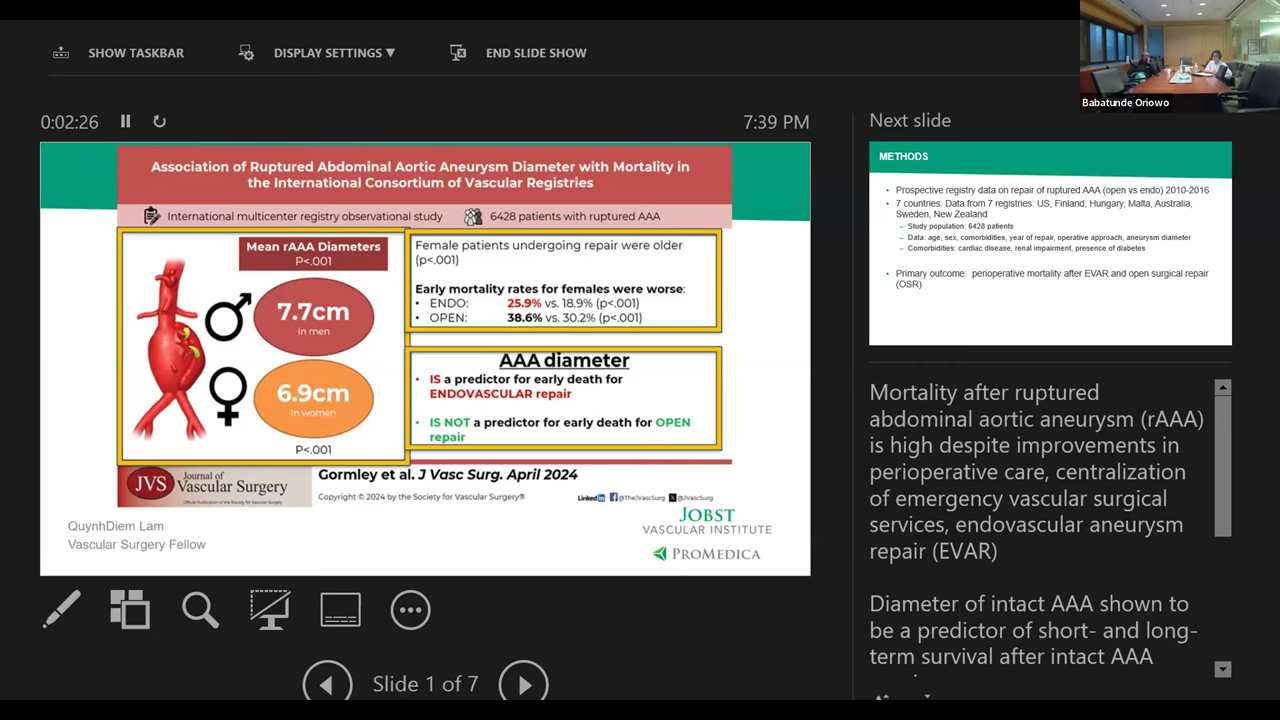 SHOW TASKBAR
DISPLAY SETTINGS ▼
END SLIDE SHOW
Babatunde Oriowo
0:02:26
7:39 PM
Association of Ruptured Abdominal Aortic Aneurysm Diameter with Mortality in
the International Consortium of Vascular Registries
International multicenter registry observational study
6428 patients with ruptured AAA
Mean rAAA Diameters
P<.001
7.7cm
In men
6.9cm
In women
P<.001
Female patients undergoing repair were older
(p<.001)
Early mortality rates for females were worse:
• ENDO: 25.9% vs. 18.9% (p<.001)
• OPEN: 38.6% vs. 30.2% (p<.001)
AAA diameter
• IS a predictor for early death for
ENDOVASCULAR repair
• IS NOT a predictor for early death for OPEN
repair
JVS
Journal of
Vascular Surgery
Official Publication of the Society for Vascular Surgery
Gormley et al. J Vasc Surg. April 2024
Copyright © 2024 by the Society for Vascular Surgery®
Linked in @TheJVascSurg @JVascSurg
QuynhDiem Lam
Vascular Surgery Fellow
JOBST
VASCULAR INSTITUTE
PROMEDICA
Slide 1 of 7
Next slide
METHODS
• Prospective registry data on repair of ruptured AAA (open vs endo) 2010-2016
• 7 countries. Data from 7 registries: US, Finland, Hungary, Malta, Australia,
Sweden, New Zealand
– Study population: 6428 patients
– Data: age, sex, comorbidities, year of repair, operative approach, aneurysm diameter
– Comorbidities: cardiac disease, renal impairment, presence of diabetes
• Primary outcome: perioperative mortality after EVAR and open surgical repair
(OSR)
Mortality after ruptured
abdominal aortic aneurysm (rAAA)
is high despite improvements in
perioperative care, centralization
of emergency vascular surgical
services, endovascular aneurysm
repair (EVAR)
Diameter of intact AAA shown to
be a predictor of short- and long-
term survival after intact AAA